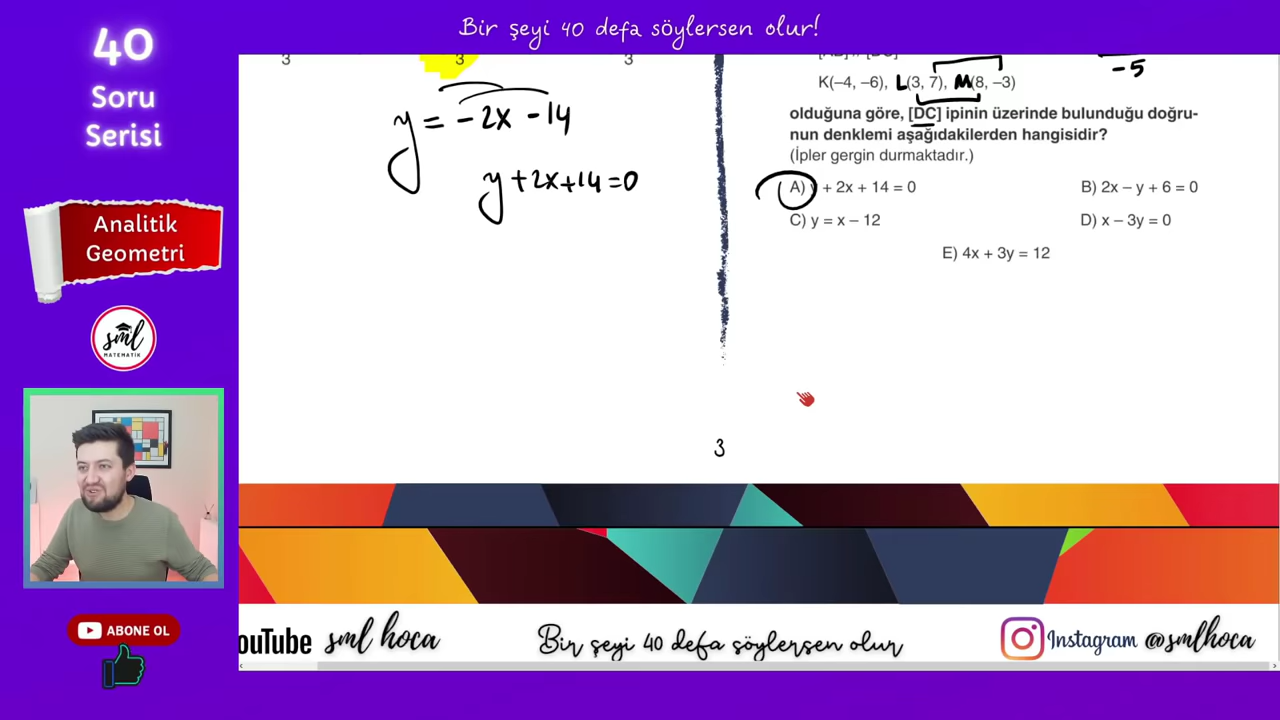 Bir şeyi 40 defa söylersen olur!
40
Soru
Serisi
Analitik
Geometri
sml
MATEMATİK
ABONE OL
3 3 3
y = -2x -14
y+2x+14=0
-5
K(–4, –6), L(3, 7), M(8, –3)
olduğuna göre, [DC] ipinin üzerinde bulunduğu doğru-
nun denklemi aşağıdakilerden hangisidir?
(İpler gergin durmaktadır.)
A) y + 2x + 14 = 0 B) 2x – y + 6 = 0
C) y = x – 12 D) x – 3y = 0
E) 4x + 3y = 12
3
ouTube sml hoca Bir şeyi 40 defa söylersen olur Instagram @smlhoca